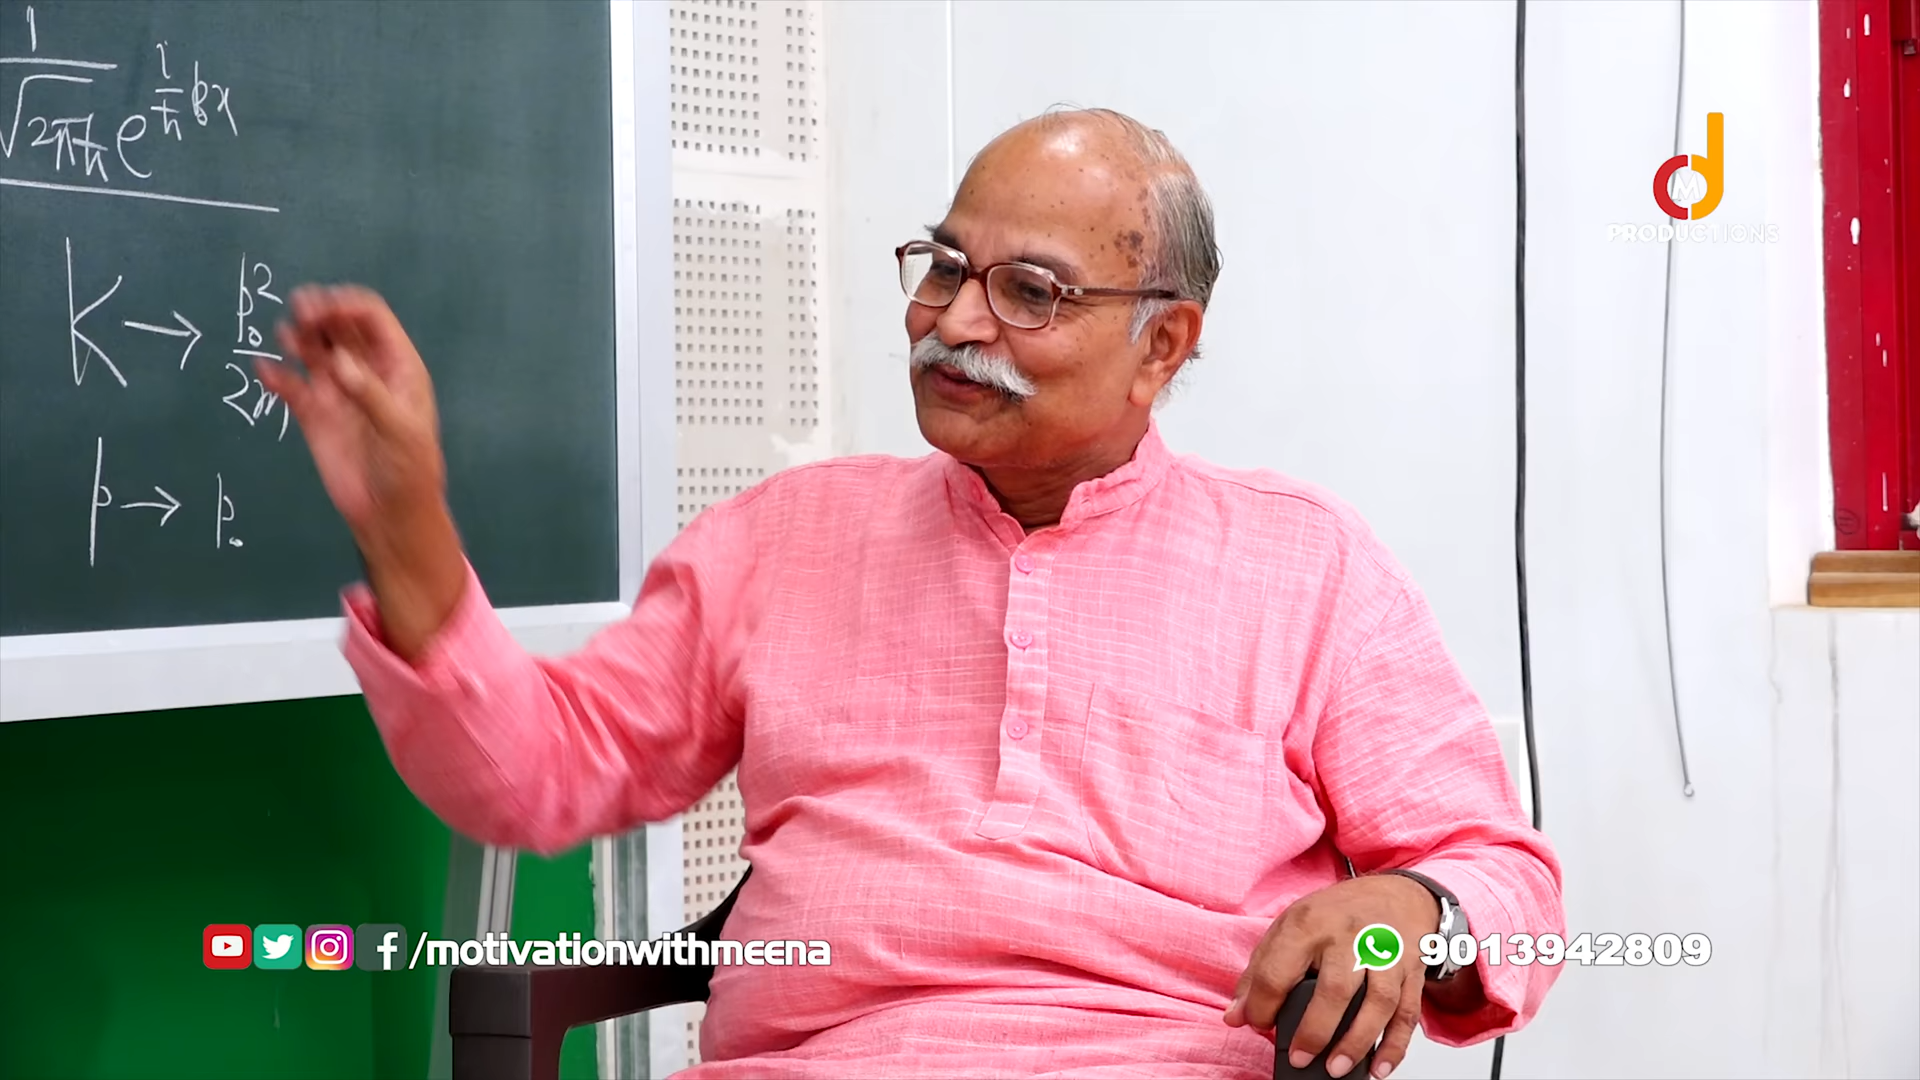 1
√2πħ e^(i/ħ px)
K → p₀²/2m
p → p₀
M
PRODUCTIONS
/motivationwithmeena
9013942809